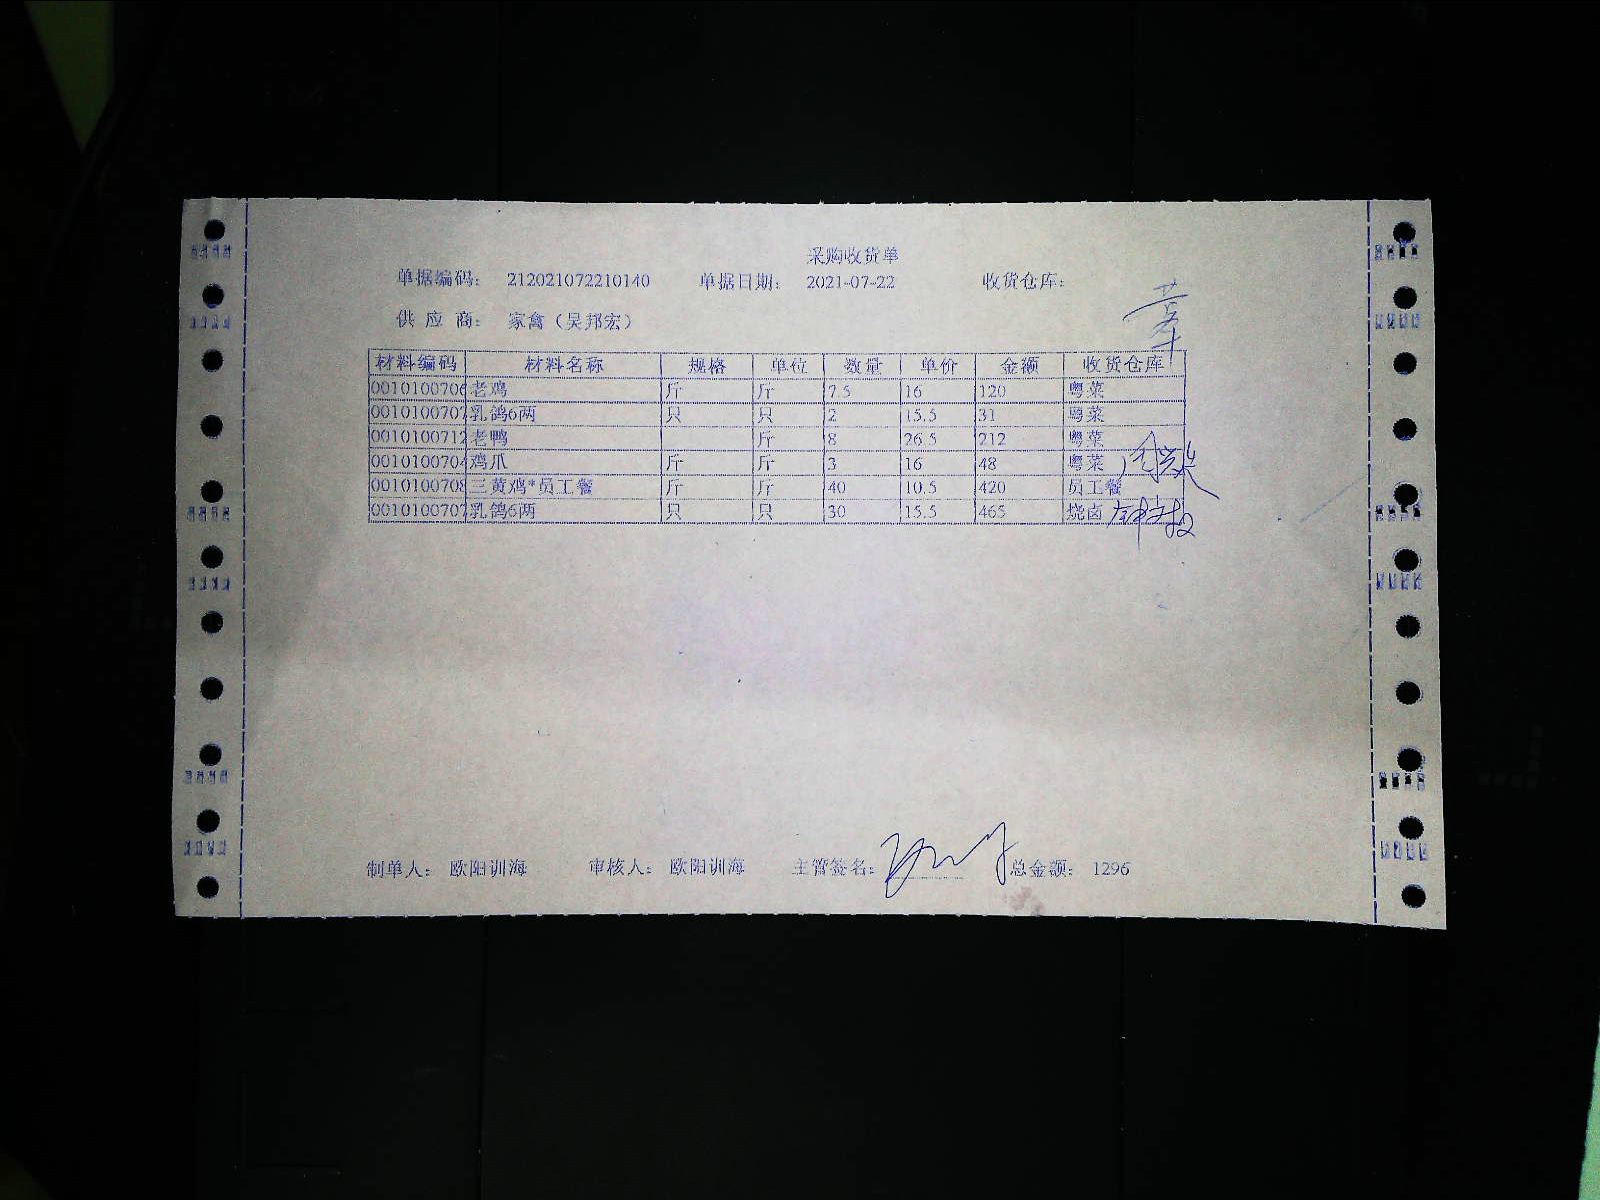 采购收货单
单据编码: 212021072210140 单据日期: 2021-07-22 收货仓库:
供 应 商: 家禽（吴邦宏）
材料编码 材料名称 规格 单位 数量 单价 金额 收货仓库
0010100706 老鸡 斤 斤 7.5 16 120 粤菜
0010100707 乳鸽6两 只 只 2 15.5 31 粤菜
0010100712 老鸭 斤 8 26.5 212 粤菜
0010100704 鸡爪 斤 斤 3 16 48 粤菜
0010100708 三黄鸡*员工餐 斤 斤 40 10.5 420 员工餐
0010100707 乳鸽6两 只 只 30 15.5 465 烧卤
制单人: 欧阳训海 审核人: 欧阳训海 主管签名: 总金额: 1296